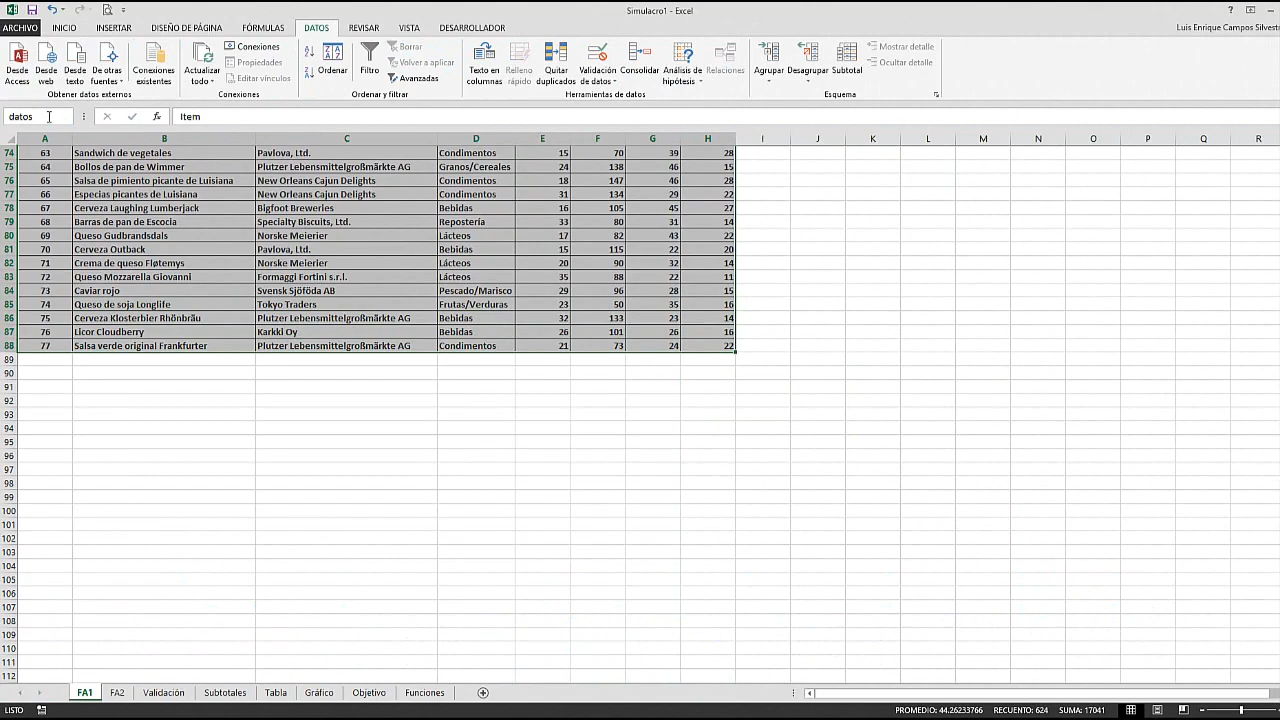 Simulacro1 - Excel
ARCHIVO INICIO INSERTAR DISEÑO DE PÁGINA FÓRMULAS DATOS REVISAR VISTA DESARROLLADOR Luis Enrique Campos Silvest
Desde Access
Desde web
Desde texto
De otras fuentes
Conexiones existentes
Obtener datos externos
Actualizar todo
Conexiones
Propiedades
Editar vínculos
Conexiones
Ordenar
Filtro
Borrar
Volver a aplicar
Avanzadas
Ordenar y filtrar
Texto en columnas
Relleno rápido
Quitar duplicados
Validación de datos
Consolidar
Análisis de hipótesis
Relaciones
Herramientas de datos
Agrupar
Desagrupar
Subtotal
Mostrar detalle
Ocultar detalle
Esquema
datos fx Item
A B C D E F G H I J K L M N O P Q R
74 63 Sandwich de vegetales Pavlova, Ltd. Condimentos 15 70 39 28
75 64 Bollos de pan de Wimmer Plutzer Lebensmittelgroßmärkte AG Granos/Cereales 24 138 46 15
76 65 Salsa de pimiento picante de Luisiana New Orleans Cajun Delights Condimentos 18 147 46 28
77 66 Especias picantes de Luisiana New Orleans Cajun Delights Condimentos 31 134 29 22
78 67 Cerveza Laughing Lumberjack Bigfoot Breweries Bebidas 16 105 45 27
79 68 Barras de pan de Escocia Specialty Biscuits, Ltd. Repostería 33 80 31 14
80 69 Queso Gudbrandsdals Norske Meierier Lácteos 17 82 43 22
81 70 Cerveza Outback Pavlova, Ltd. Bebidas 15 115 22 20
82 71 Crema de queso Fløtemys Norske Meierier Lácteos 20 90 32 14
83 72 Queso Mozzarella Giovanni Formaggi Fortini s.r.l. Lácteos 35 88 22 11
84 73 Caviar rojo Svensk Sjöföda AB Pescado/Marisco 29 96 28 15
85 74 Queso de soja Longlife Tokyo Traders Frutas/Verduras 23 50 35 16
86 75 Cerveza Klosterbier Rhönbräu Plutzer Lebensmittelgroßmärkte AG Bebidas 32 133 23 14
87 76 Licor Cloudberry Karkki Oy Bebidas 26 101 26 16
88 77 Salsa verde original Frankfurter Plutzer Lebensmittelgroßmärkte AG Condimentos 21 73 24 22
89
90
91
92
93
94
95
96
97
98
99
100
101
102
103
104
105
106
107
108
109
110
111
112
FA1 FA2 Validación Subtotales Tabla Gráfico Objetivo Funciones
LISTO PROMEDIO: 44.26233766 RECUENTO: 624 SUMA: 17041